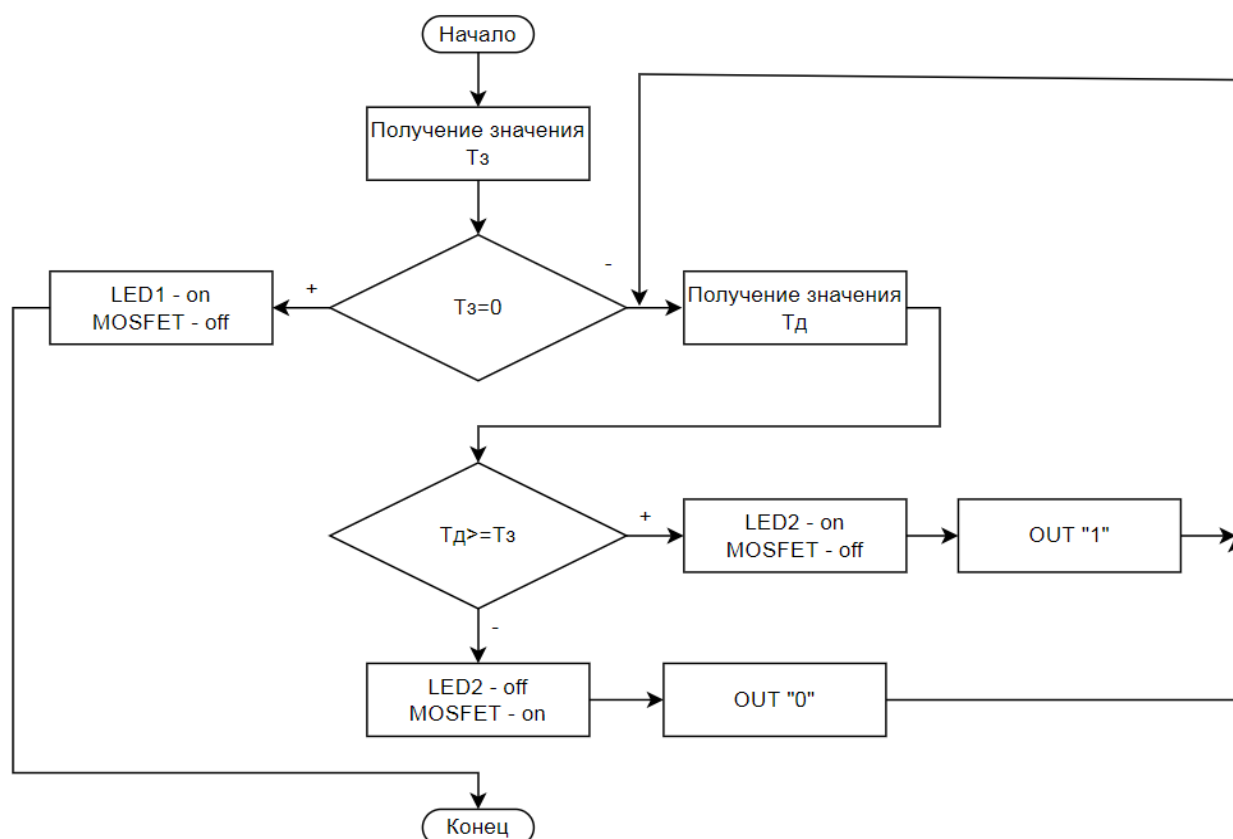 Начало
Получение значения
Тз
-
+
LED1 - on
MOSFET - off
Тз=0
Получение значения
Тд
Тд>=Тз
+
LED2 - on
MOSFET - off
OUT "1"
-
LED2 - off
MOSFET - on
OUT "0"
Конец